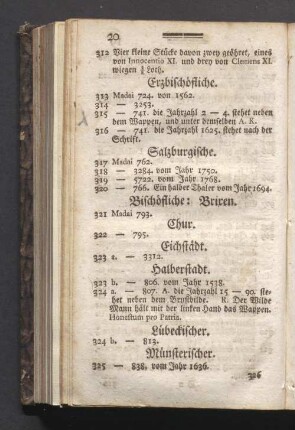 20
312 Vier kleine Stücke davon zwey geöhret, eines
von Innocentio XI. und drey von Clemens XI.
wiegen ¾ Loth.
Erzbischöfliche.
313 Madai 724. von 1562.
314 — 3253.
315 — 741. die Jahrzahl 2 — 4. stehet neben
dem Wappen, und unter demselben A. K.
316 — 741. die Jahrzahl 1625. stehet nach der
Schrift.
Salzburgische.
317 Madai 762.
318 — 3284. vom Jahr 1750.
319 — 5722. vom Jahr 1768.
320 — 766. Ein halber Thaler vom Jahr 1694.
Bischöfliche: Brixen.
321 Madai 793.
Chur.
322 — 795.
Eichstädt.
323 a. — 3312.
Halberstadt.
323 b. — 806. vom Jahr 1538.
324 a. — 807. A. die Jahrzahl 15 — 90. ste-
het neben dem Brustbilde. R. Der Wilde
Mann hält mit der linken Hand das Wappen.
Honestum pro Patria.
Lübeckischer.
324 b. — 813.
Münsterischer.
325 — 838. vom Jahr 1636.
326